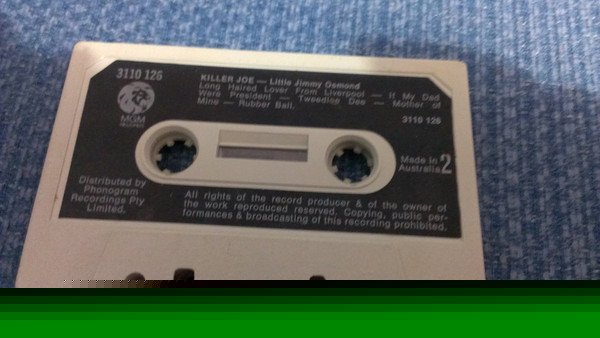 3110 126
KILLER JOE — Little Jimmy Osmond
Long Haired Lover From Liverpool — If My Dad
Were President — Tweedlee Dee — Mother of
Mine — Rubber Ball.
3110 126
MGM
RECORDS
Made in
Australia 2
Distributed by
Phonogram
Recordings Pty
Limited.
All rights of the record producer & of the owner of
the work reproduced reserved. Copying, public per-
formances & broadcasting of this recording prohibited.